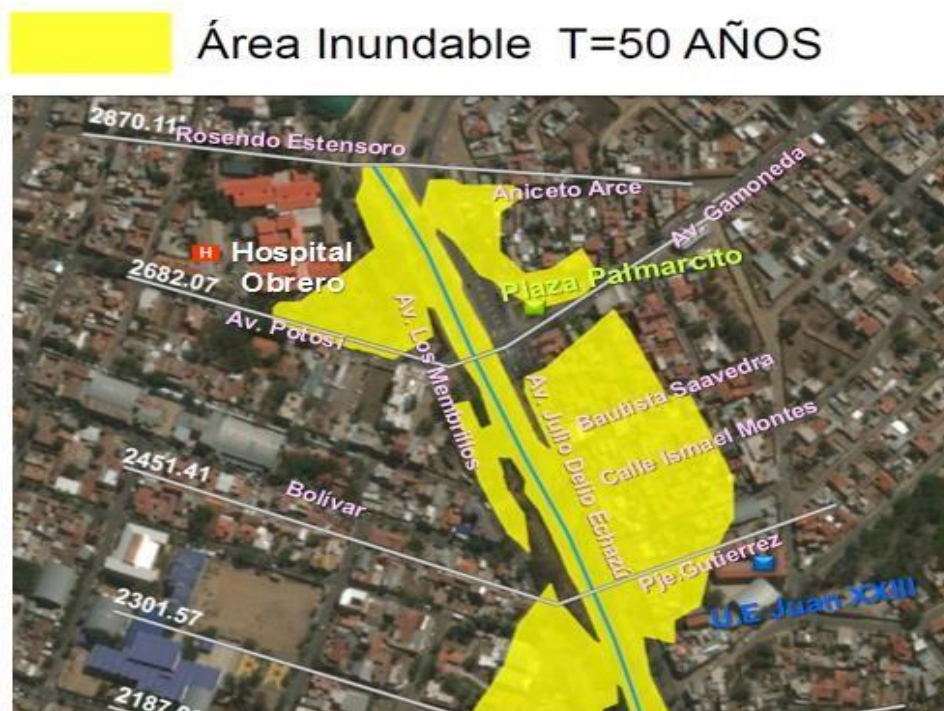 Área Inundable T=50 AÑOS
2870.11
Rosendo Estensoro
Aniceto Arce
Av. Gamoneda
H Hospital
Obrero
Plaza Palmarcito
2682.07
Av. Potosí
Av. Los Membrillos
Av. Julio Delio Echazú
Bautista Saavedra
Calle Ismael Montes
2451.41
Bolívar
Pje.Gutierrez
U.E Juan XXIII
2301.57